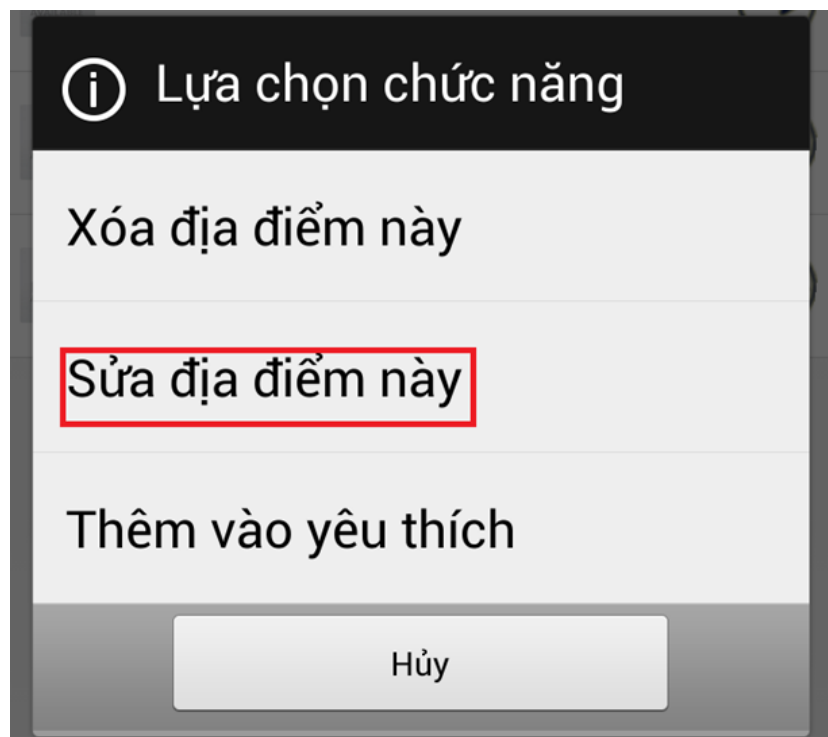 Lựa chọn chức năng
Xóa địa điểm này
Sửa địa điểm này
Thêm vào yêu thích
Hủy